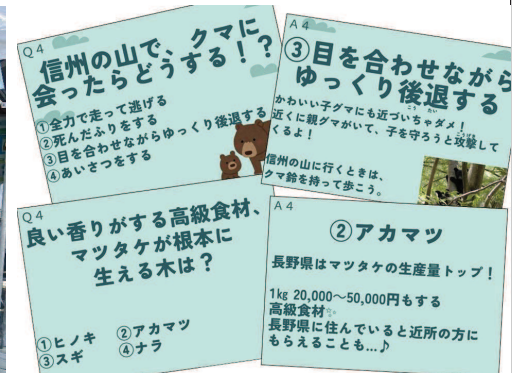 Q4
信州の山で、クマに
会ったらどうする!?
①全力で走って逃げる
②死んだふりをする
③目を合わせながらゆっくり後退する
④あいさつをする
A4
③目を合わせながら
ゆっくり後退する
こうたい
かわいい子グマにも近づいちゃダメ!
近くに親グマがいて、子を守ろうと攻撃して
こうげき
くるよ!
信州の山に行くときは、
クマ鈴を持って歩こう。
Q4
良い香りがする高級食材、
マツタケが根本に
生える木は?
①ヒノキ ②アカマツ
③スギ ④ナラ
A4
②アカマツ
長野県はマツタケの生産量トップ!
1kg 20,000〜50,000円もする
高級食材✨
長野県に住んでいると近所の方に
もらえることも…♪